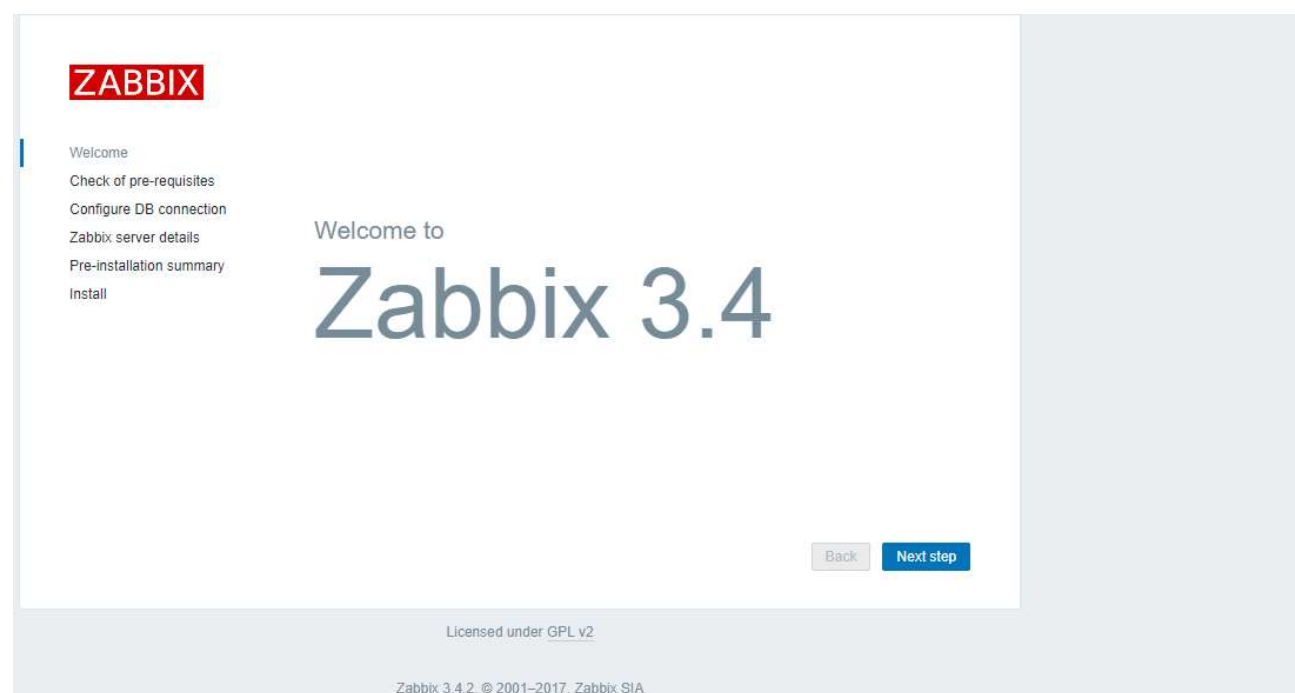 ZABBIX
Welcome
Check of pre-requisites
Configure DB connection
Zabbix server details
Pre-installation summary
Install
Welcome to
Zabbix 3.4
Back
Next step
Licensed under GPL v2
Zabbix 3.4.2. © 2001–2017, Zabbix SIA